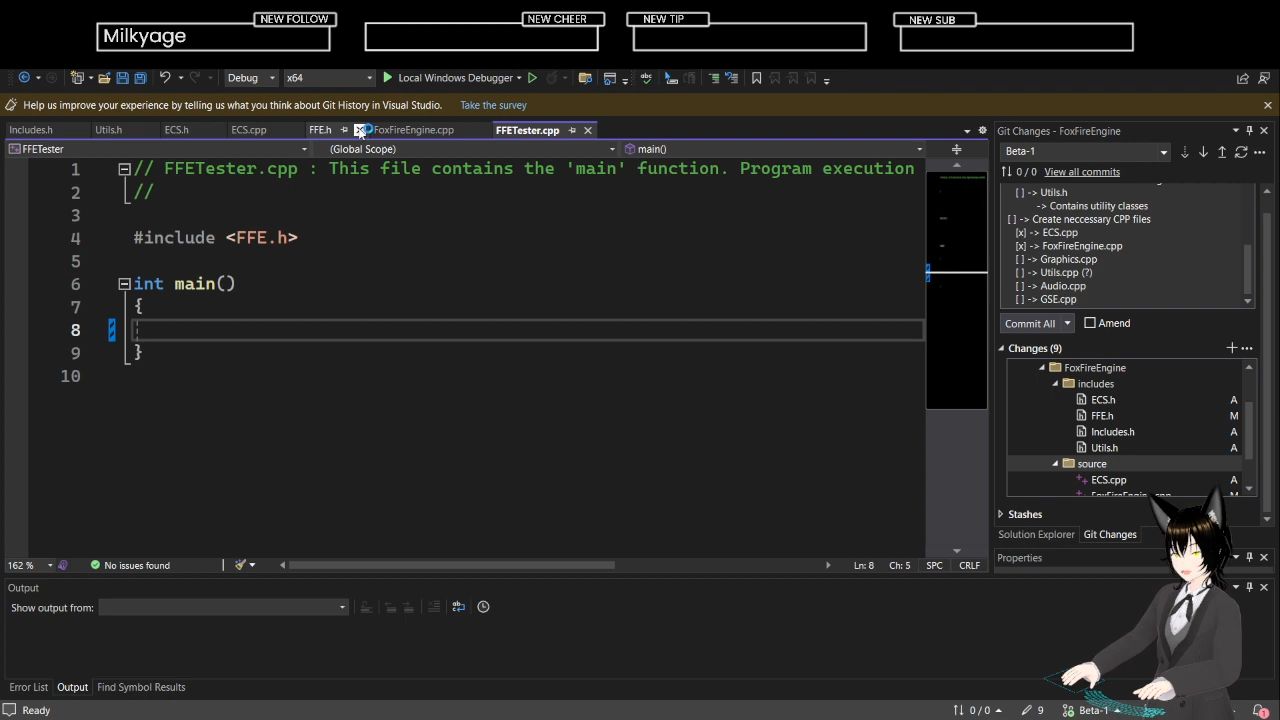 NEW FOLLOW
Milkyage
NEW CHEER
NEW TIP
NEW SUB
Debug x64 Local Windows Debugger
Help us improve your experience by telling us what you think about Git History in Visual Studio. Take the survey
Includes.h Utils.h ECS.h ECS.cpp FFE.h FoxFireEngine.cpp FFETester.cpp
FFETester (Global Scope) main()
1 // FFETester.cpp : This file contains the 'main' function. Program execution
2 //
3
4 #include <FFE.h>
5
6 int main()
7 {
8
9 }
10
162 % No issues found Ln: 8 Ch: 5 SPC CRLF
Output
Show output from:
Error List Output Find Symbol Results
Ready
Git Changes - FoxFireEngine
Beta-1
0 / 0 View all commits
[ ] -> Utils.h
-> Contains utility classes
[ ] -> Create neccessary CPP files
[x] -> ECS.cpp
[x] -> FoxFireEngine.cpp
[ ] -> Graphics.cpp
[ ] -> Utils.cpp (?)
[ ] -> Audio.cpp
[ ] -> GSE.cpp
Commit All Amend
Changes (9)
FoxFireEngine
includes
ECS.h A
FFE.h M
Includes.h A
Utils.h A
source
ECS.cpp A
FoxFireEngine.cpp M
Stashes
Solution Explorer Git Changes
Properties
0 / 0 9 Beta-1 1